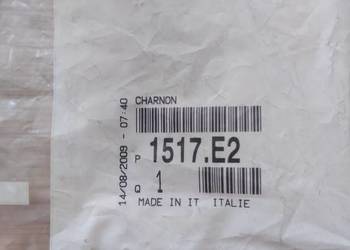 CHARNON
P 1517.E2
Q 1
MADE IN IT ITALIE
14/08/2009 - 07:40